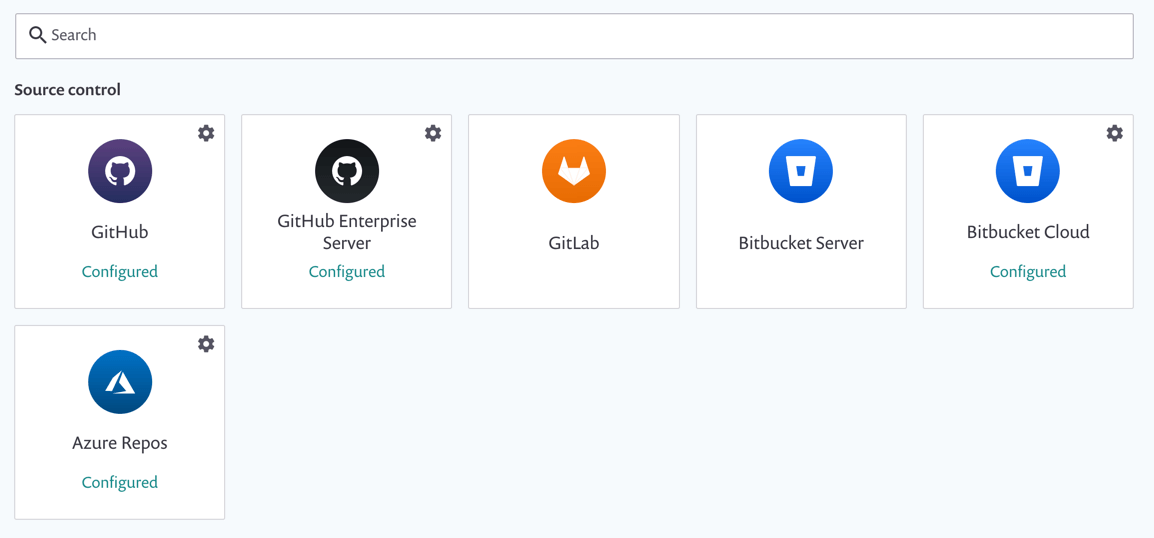 Search
Source control
GitHub
Configured
GitHub Enterprise
Server
Configured
GitLab
Bitbucket Server
Bitbucket Cloud
Configured
Azure Repos
Configured